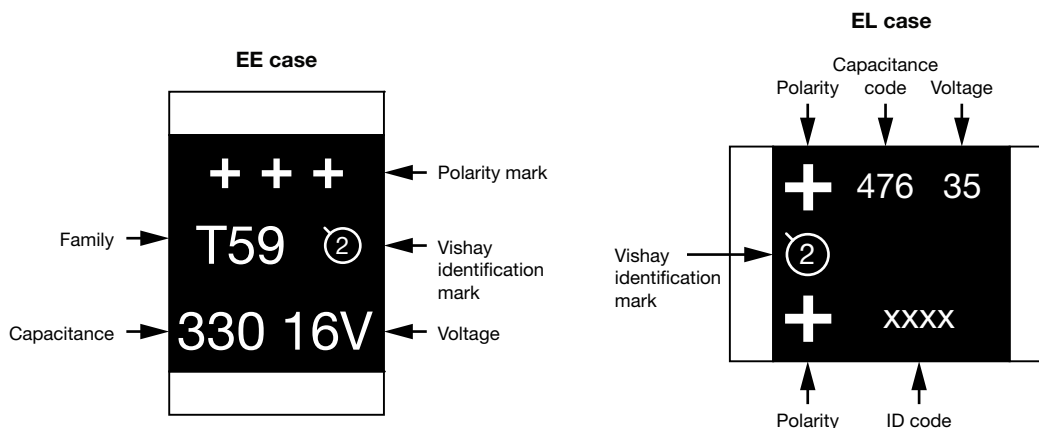 EE case
+ + +
Polarity mark
Family
T59
2
Vishay
identification
mark
Capacitance
330 16V
Voltage
EL case
Capacitance
Polarity
code
Voltage
+ 476 35
Vishay
identification
mark
2
+ xxxx
Polarity
ID code